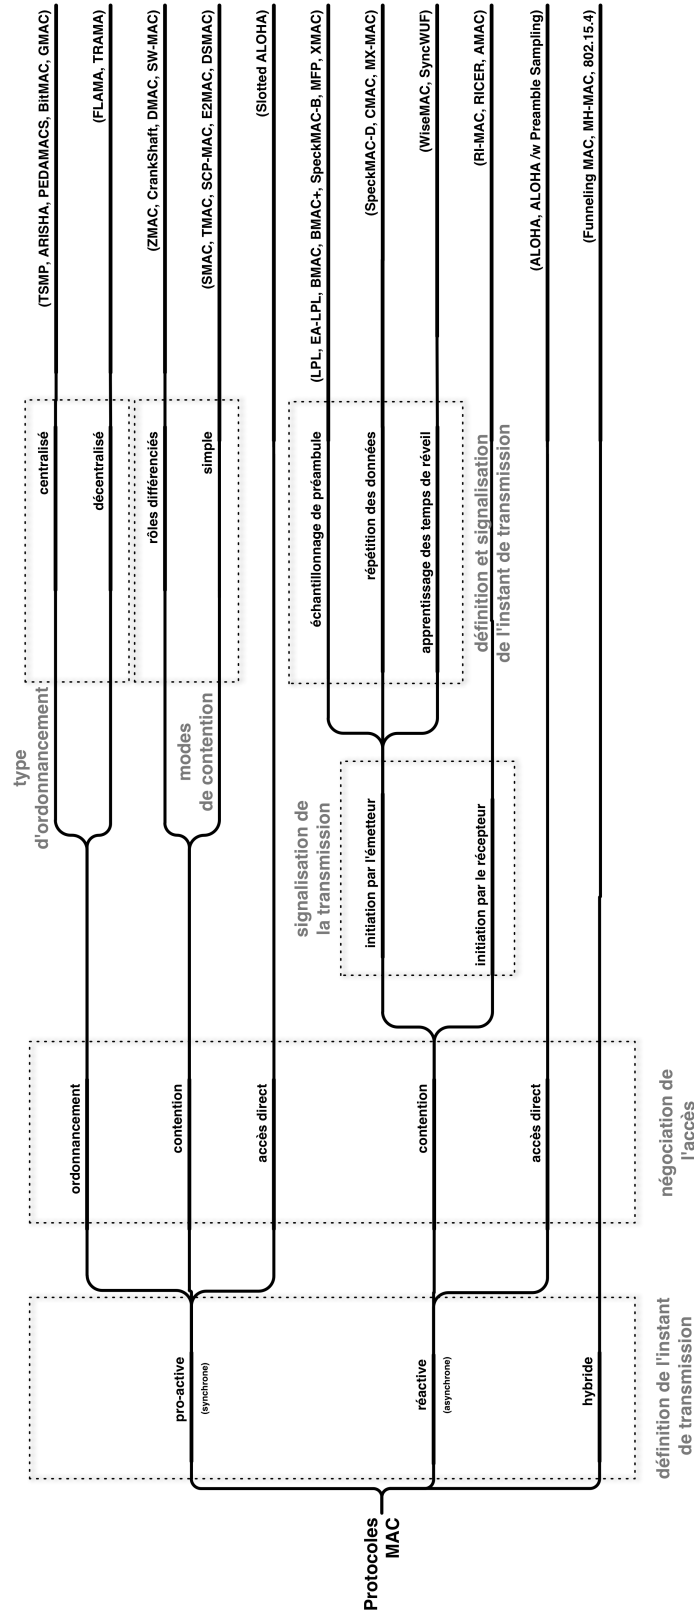 Protocoles
MAC
définition de l'instant
de transmission
pro-active
(synchrone)
réactive
(asynchrone)
hybride
négociation de
l'accès
ordonnancement
contention
accès direct
contention
accès direct
signalisation de
la transmission
initiation par l'émetteur
initiation par le récepteur
type
d'ordonnancement
centralisé
décentralisé
modes
de contention
rôles différenciés
simple
définition et signalisation
de l'instant de transmission
échantillonnage de préambule
répétition des données
apprentissage des temps de réveil
(TSMP, ARISHA, PEDAMACS, BitMAC, GMAC)
(FLAMA, TRAMA)
(ZMAC, CrankShaft, DMAC, SW-MAC)
(SMAC, TMAC, SCP-MAC, E2MAC, DSMAC)
(Slotted ALOHA)
(LPL, EA-LPL, BMAC, BMAC+, SpeckMAC-B, MFP, XMAC)
(SpeckMAC-D, CMAC, MX-MAC)
(WiseMAC, SyncWUF)
(RI-MAC, RICER, AMAC)
(ALOHA, ALOHA /w Preamble Sampling)
(Funneling MAC, MH-MAC, 802.15.4)